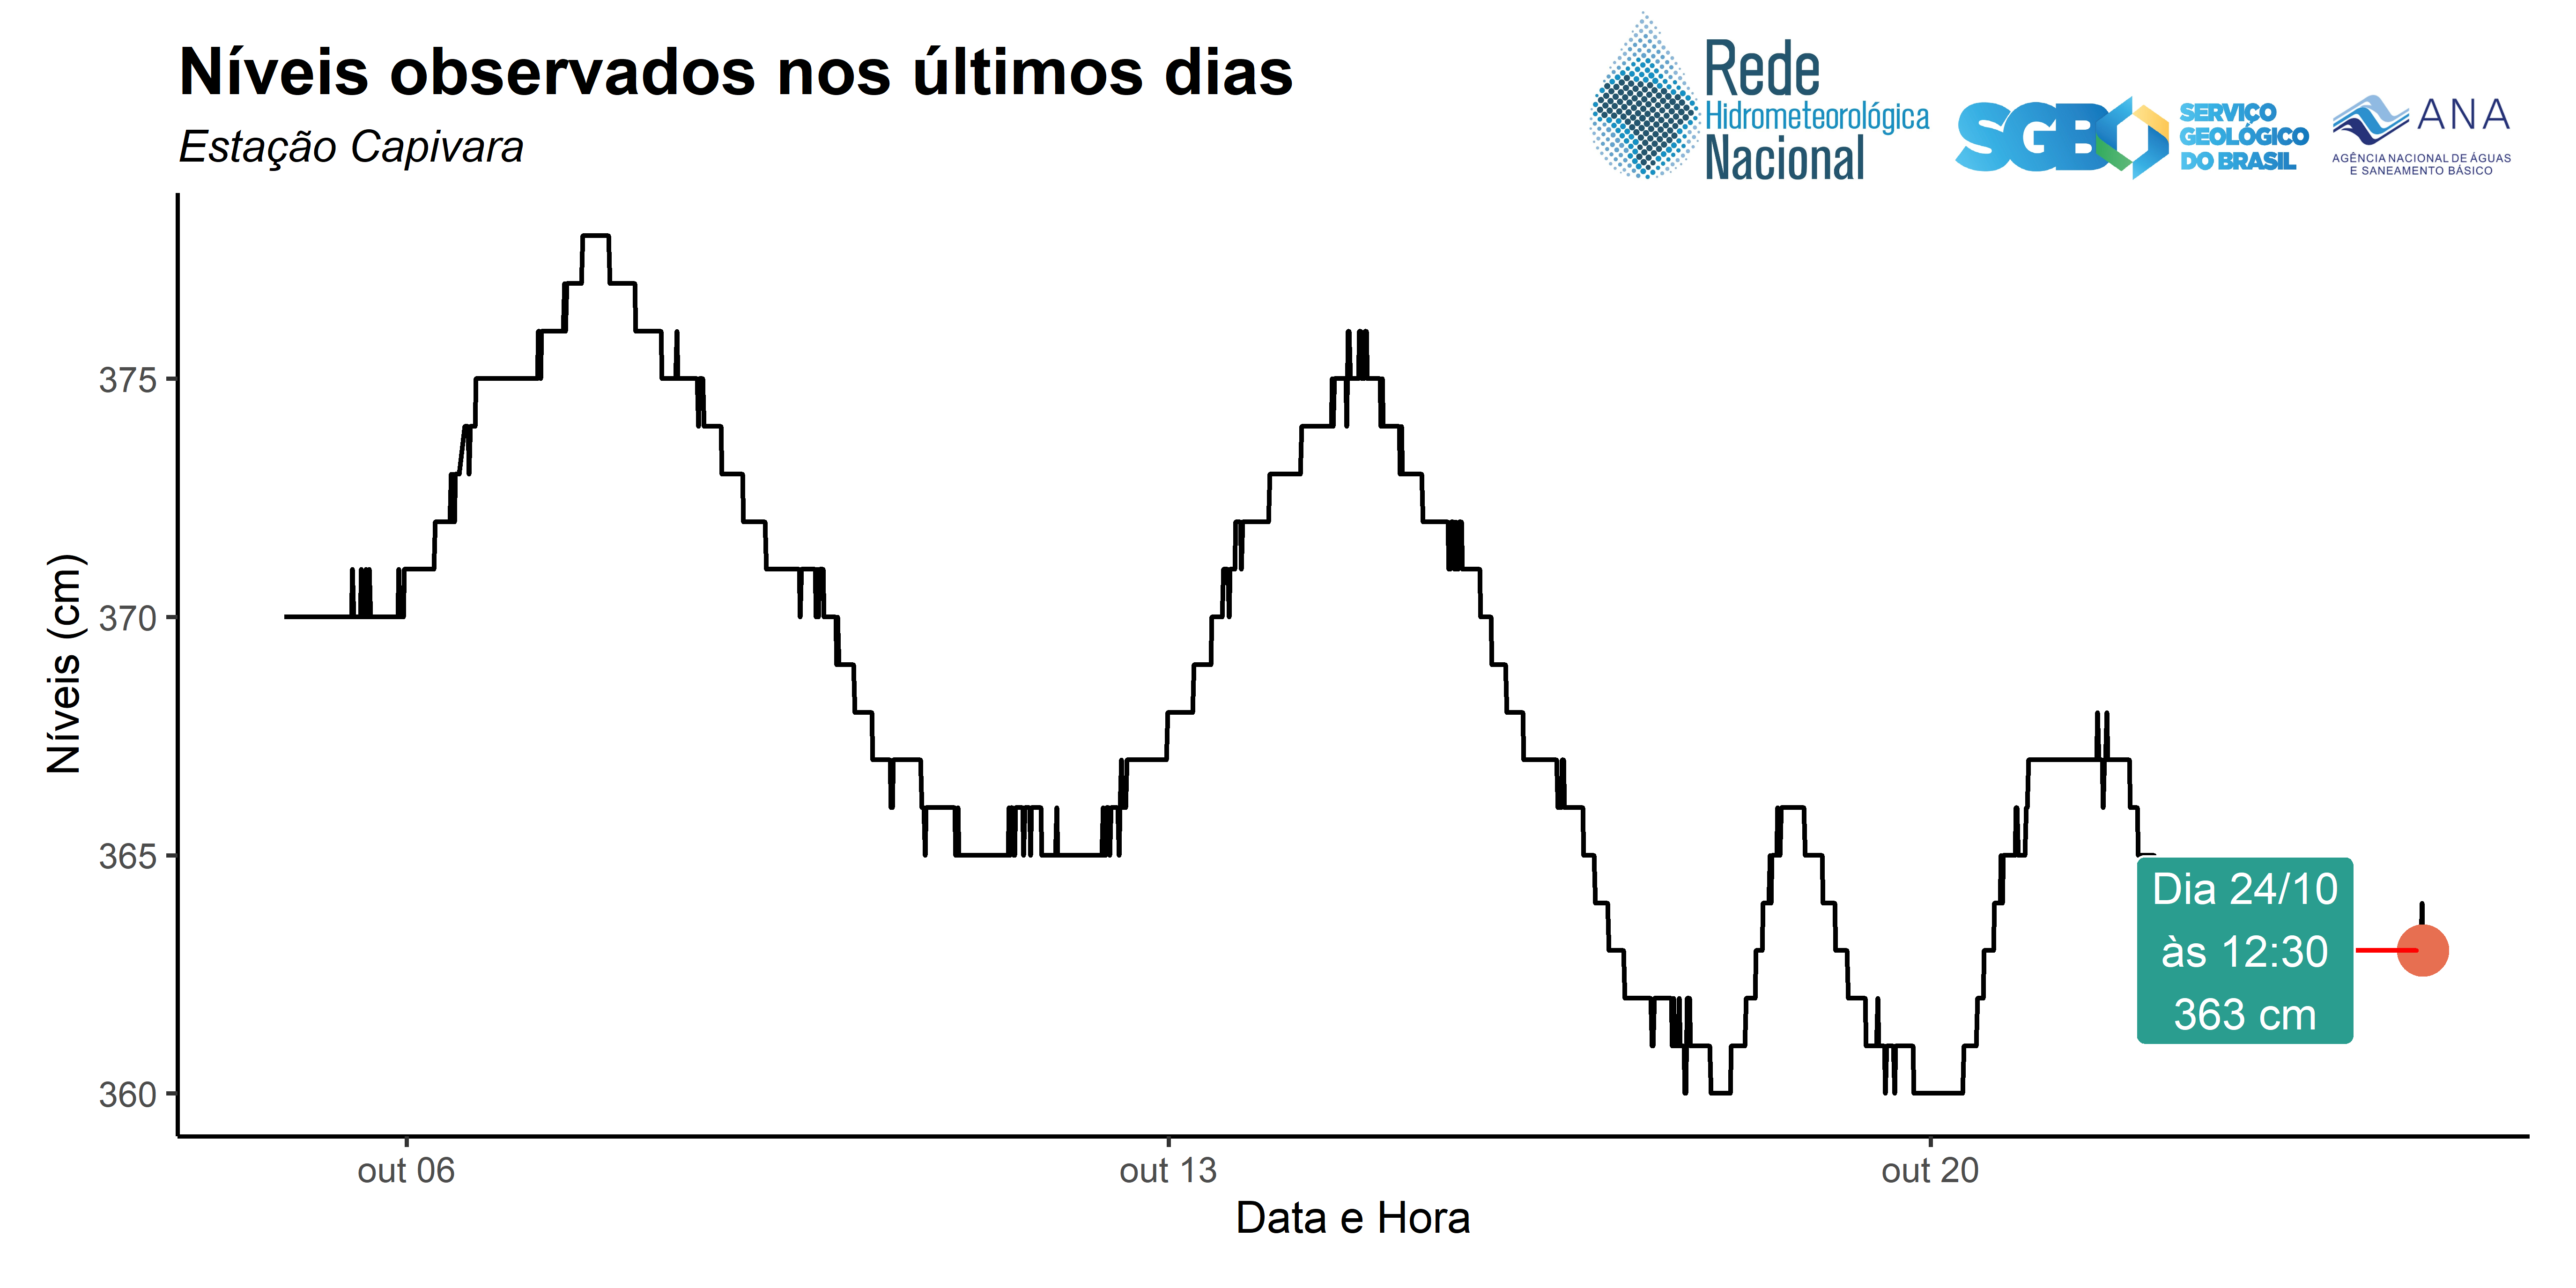 Níveis observados nos últimos dias
Estação Capivara
Rede
Hidrometeorológica
Nacional
SGB
SERVIÇO
GEOLÓGICO
DO BRASIL
ANA
AGÊNCIA NACIONAL DE ÁGUAS
E SANEAMENTO BÁSICO
Níveis (cm)
375
370
365
360
Dia 24/10
às 12:30
363 cm
out 06
out 13
out 20
Data e Hora